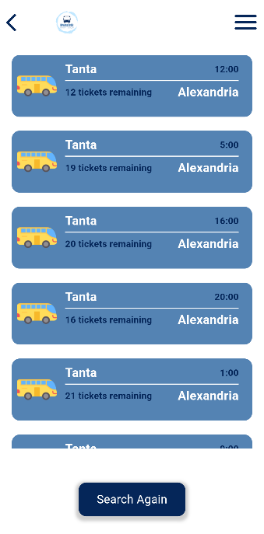 Tanta 12:00
12 tickets remaining Alexandria
Tanta 5:00
19 tickets remaining Alexandria
Tanta 16:00
20 tickets remaining Alexandria
Tanta 20:00
16 tickets remaining Alexandria
Tanta 1:00
21 tickets remaining Alexandria
Tanta
Search Again